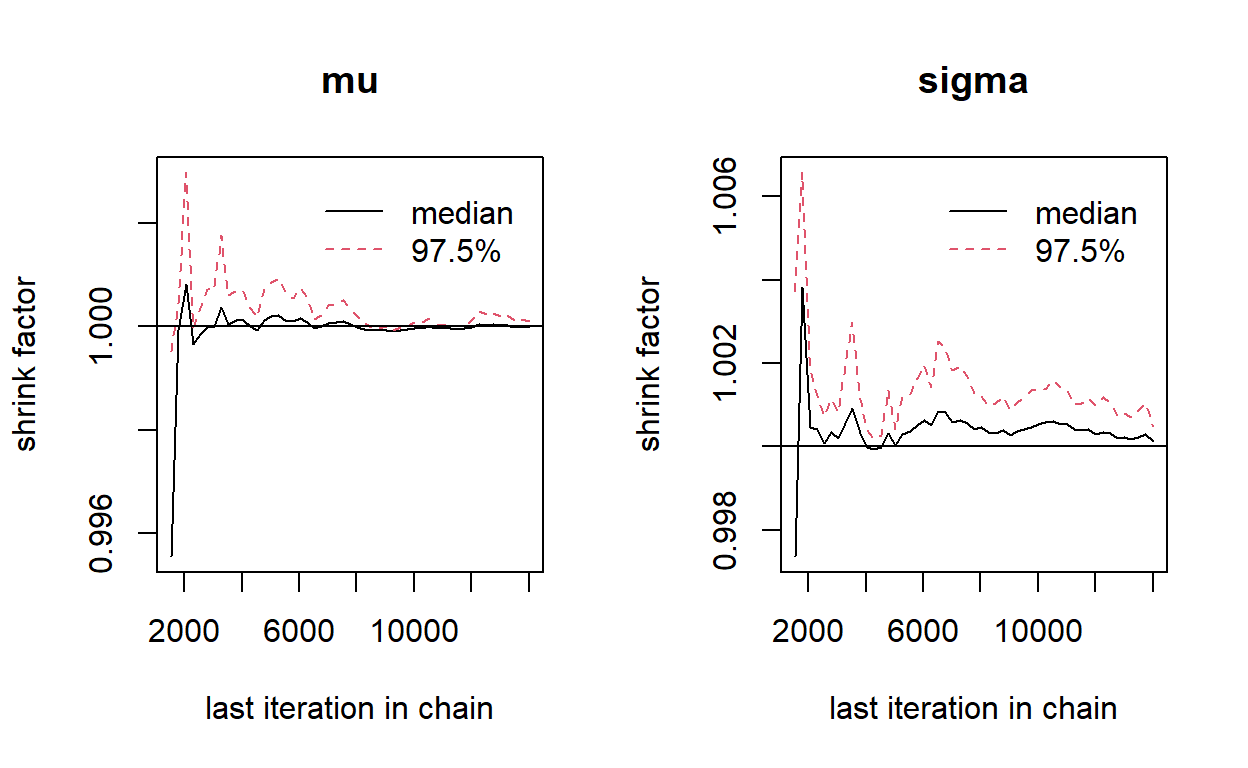 mu
shrink factor
1.000
0.996
median
97.5%
2000 6000 10000
last iteration in chain
sigma
shrink factor
1.006
1.002
0.998
median
97.5%
2000 6000 10000
last iteration in chain